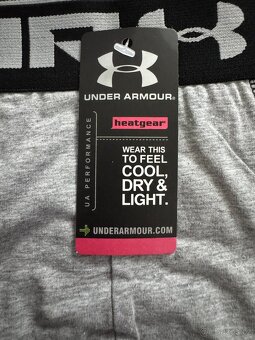 UNDER ARMOUR®
heatgear®
UA PERFORMANCE
WEAR THIS
TO FEEL
COOL,
DRY &
LIGHT.
UNDERARMOUR.COM